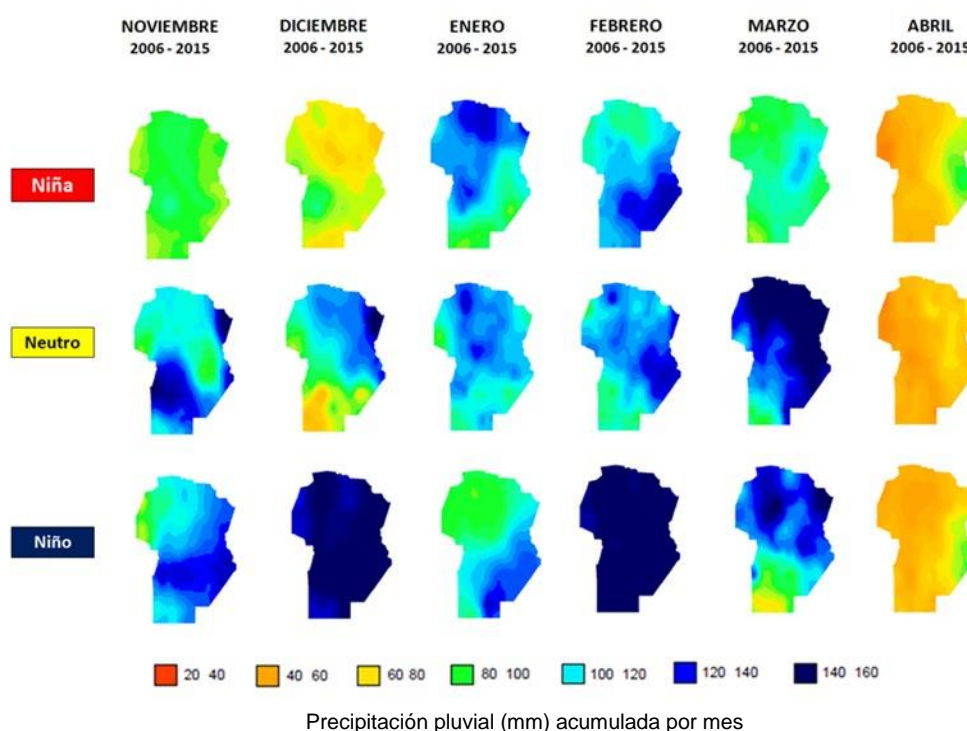 NOVIEMBRE DICIEMBRE ENERO FEBRERO MARZO ABRIL
2006 - 2015 2006 - 2015 2006 - 2015 2006 - 2015 2006 - 2015 2006 - 2015
Niña
Neutro
Niño
20 40 40 60 60 80 80 100 100 120 120 140 140 160
Precipitación pluvial (mm) acumulada por mes